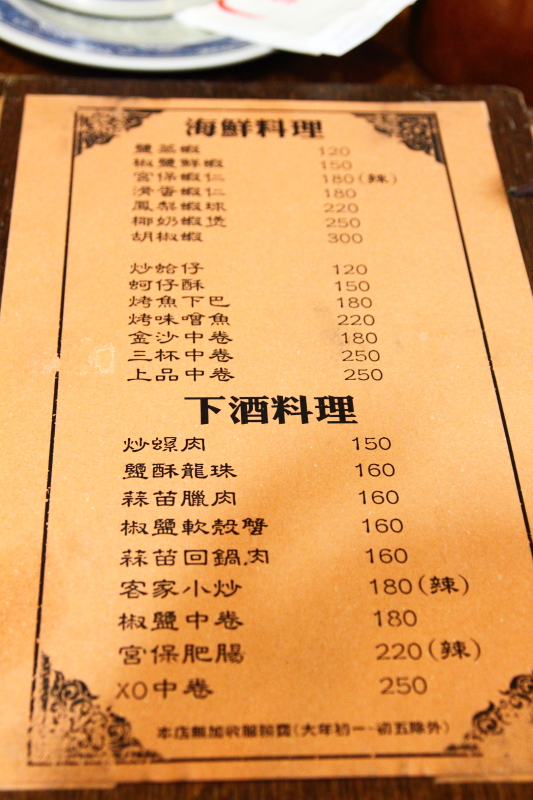 海鮮料理
鹽蒸蝦 120
椒鹽鮮蝦 150
宮保蝦仁 180(辣)
滑蛋蝦仁 180
鳳梨蝦球 220
椰奶蝦煲 250
胡椒蝦 300
炒蛤仔 120
蚵仔酥 150
烤魚下巴 180
烤味噌魚 220
金沙中卷 180
三杯中卷 250
上品中卷 250
下酒料理
炒螺肉 150
鹽酥龍珠 160
蒜苗臘肉 160
椒鹽軟殼蟹 160
蒜苗回鍋肉 160
客家小炒 180(辣)
椒鹽中卷 180
宮保肥腸 220(辣)
XO中卷 250
本店無加收服務費(大年初一~初五除外)